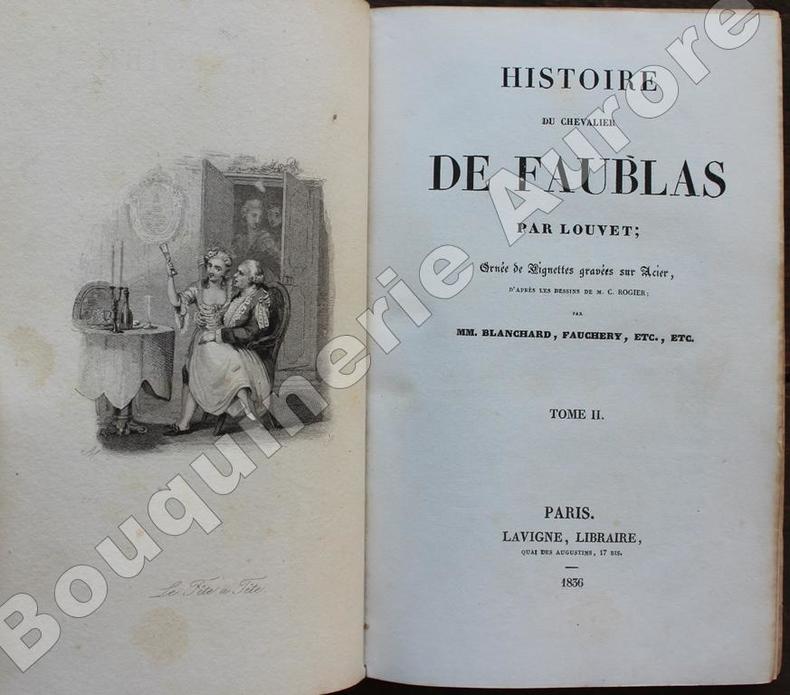 Le Tête a Tête.
HISTOIRE
DU CHEVALIER
DE FAUBLAS
PAR LOUVET;
Ornée de Vignettes gravées sur Acier,
D'APRÈS LES DESSINS DE M. C. ROGIER;
PAR
MM. BLANCHARD, FAUCHERY, ETC., ETC.
TOME II.
PARIS.
LAVIGNE, LIBRAIRE,
QUAI DES AUGUSTINS, 17 BIS.
1836
Bouquinerie Aurore